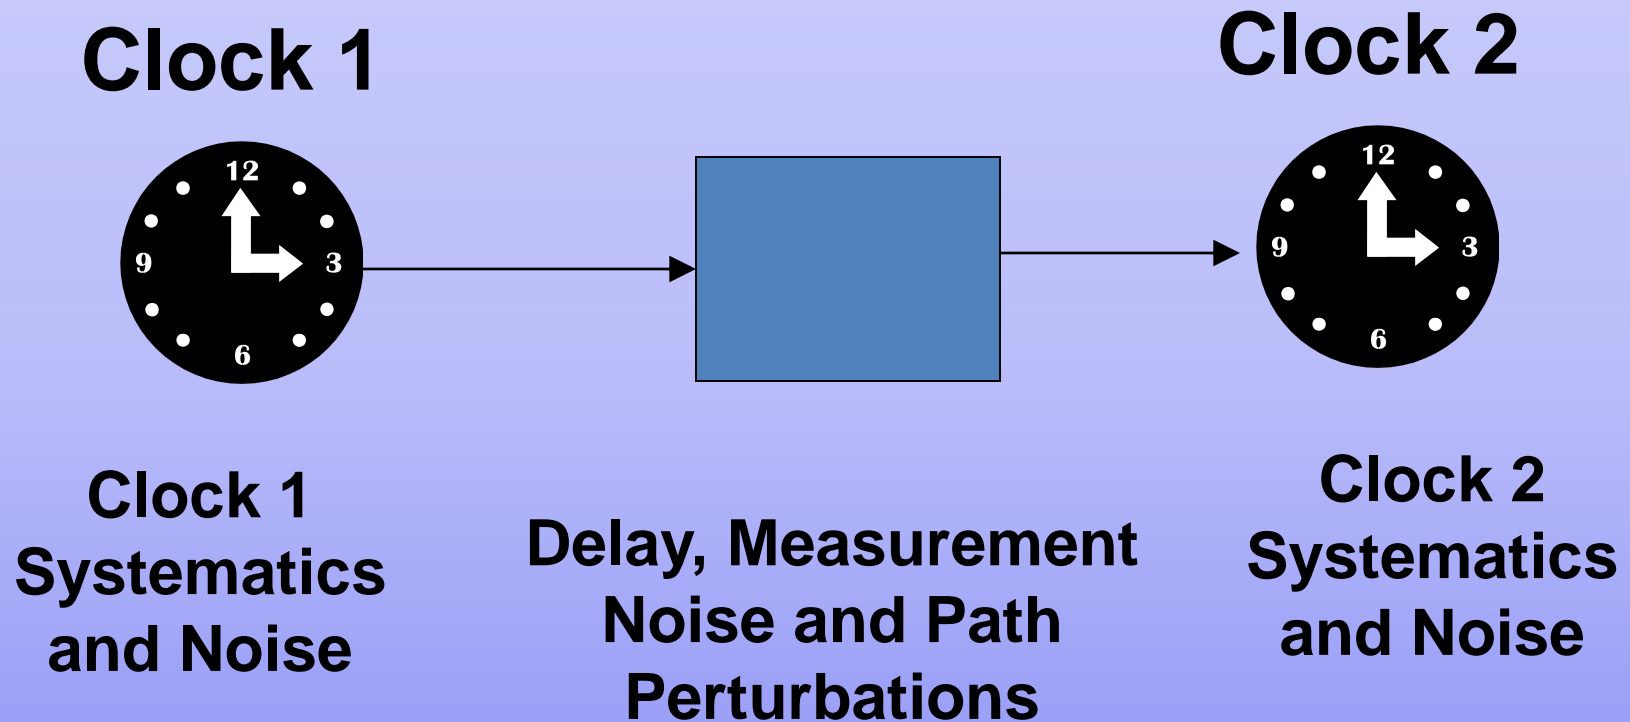 Clock 1
Clock 2
12
9
3
6
12
9
3
6
Clock 1
Systematics
and Noise
Delay, Measurement
Noise and Path
Perturbations
Clock 2
Systematics
and Noise